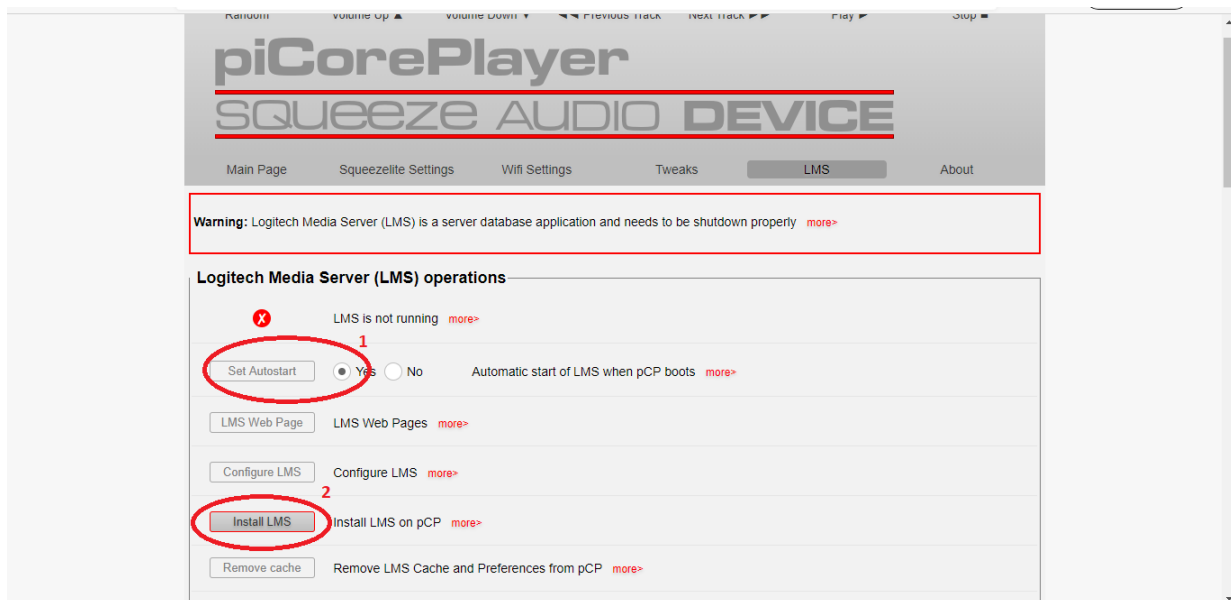 Random Volume Up ▲ Volume Down ▼ ◄◄ Previous Track Next Track ►► Play ► Stop ■
piCorePlayer
SQUEEZE AUDIO DEVICE
Main Page Squeezelite Settings Wifi Settings Tweaks LMS About
Warning: Logitech Media Server (LMS) is a server database application and needs to be shutdown properly more>
Logitech Media Server (LMS) operations
LMS is not running more>
1
Set Autostart Yes No Automatic start of LMS when pCP boots more>
LMS Web Page LMS Web Pages more>
Configure LMS Configure LMS more>
2
Install LMS Install LMS on pCP more>
Remove cache Remove LMS Cache and Preferences from pCP more>